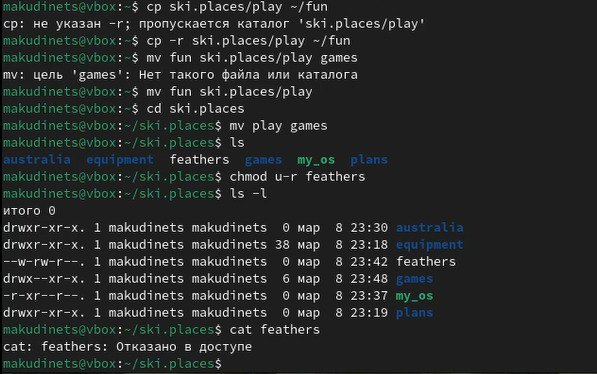 makudinets@vbox:~$ cp ski.places/play ~/fun
cp: не указан -r; пропускается каталог 'ski.places/play'
makudinets@vbox:~$ cp -r ski.places/play ~/fun
makudinets@vbox:~$ mv fun ski.places/play games
mv: цель 'games': Нет такого файла или каталога
makudinets@vbox:~$ mv fun ski.places/play
makudinets@vbox:~$ cd ski.places
makudinets@vbox:~/ski.places$ mv play games
makudinets@vbox:~/ski.places$ ls
australia  equipment  feathers  games  my_os  plans
makudinets@vbox:~/ski.places$ chmod u-r feathers
makudinets@vbox:~/ski.places$ ls -l
итого 0
drwxr-xr-x. 1 makudinets makudinets  0 мар  8 23:30 australia
drwxr-xr-x. 1 makudinets makudinets 38 мар  8 23:18 equipment
--w-rw-r--. 1 makudinets makudinets  0 мар  8 23:42 feathers
drwx--x--x. 1 makudinets makudinets  6 мар  8 23:48 games
-r-xr--r--. 1 makudinets makudinets  0 мар  8 23:37 my_os
drwxr-xr-x. 1 makudinets makudinets  0 мар  8 23:19 plans
makudinets@vbox:~/ski.places$ cat feathers
cat: feathers: Отказано в доступе
makudinets@vbox:~/ski.places$